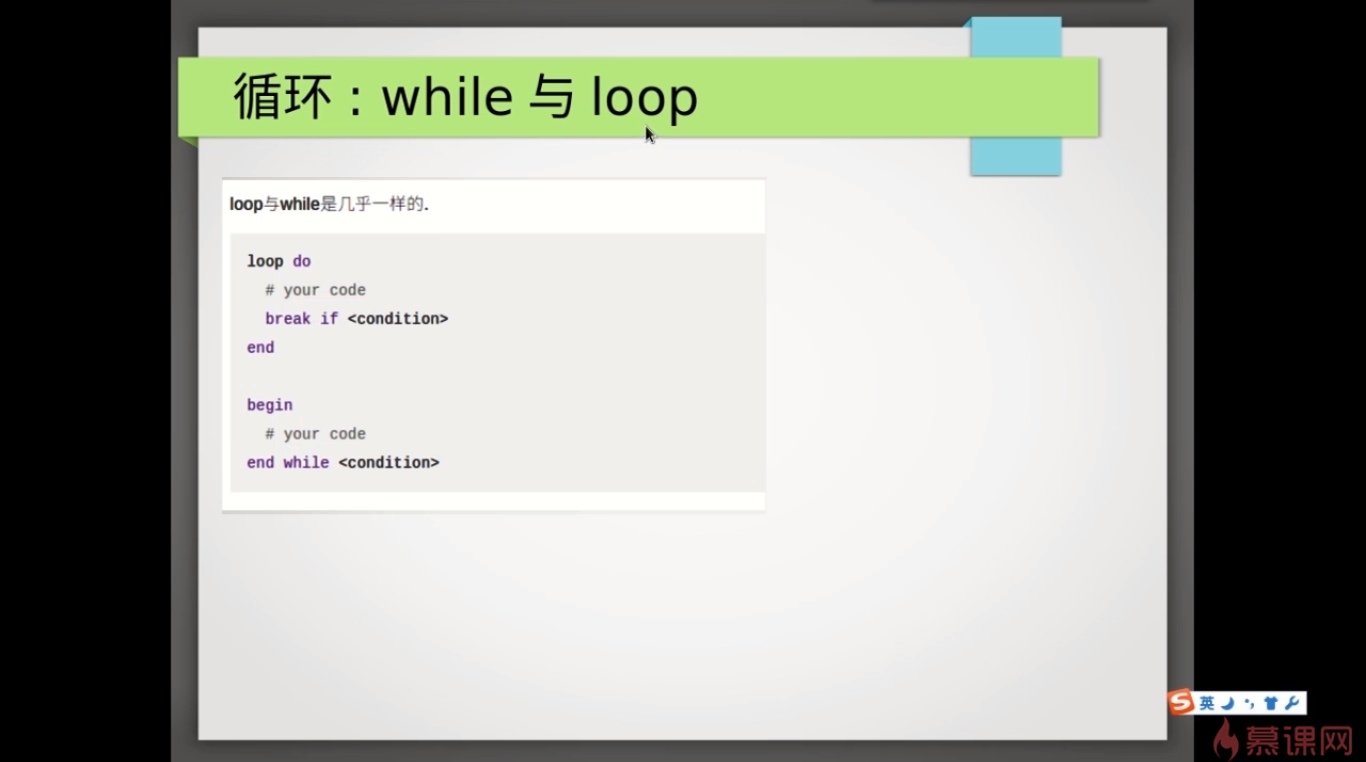 循环：while 与 loop
loop与while是几乎一样的.
loop do
  # your code
  break if <condition>
end
begin
  # your code
end while <condition>
S英
慕课网